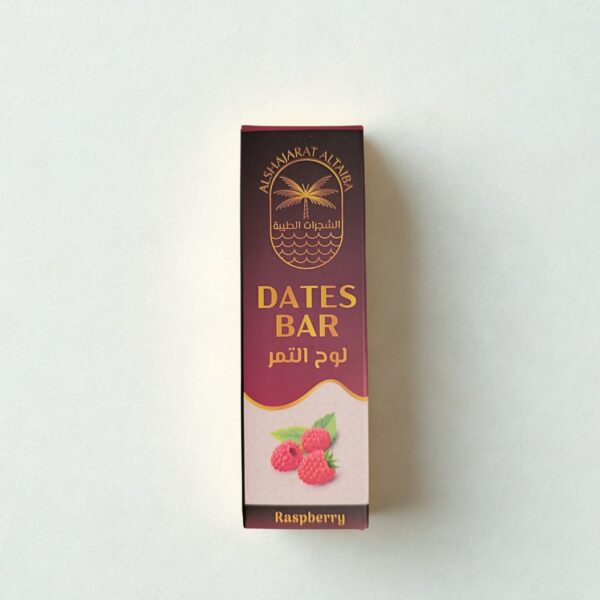 ALSHAJARAT ALTAIBA
الشجرات الطيبة
DATES
BAR
لوح التمر
Raspberry